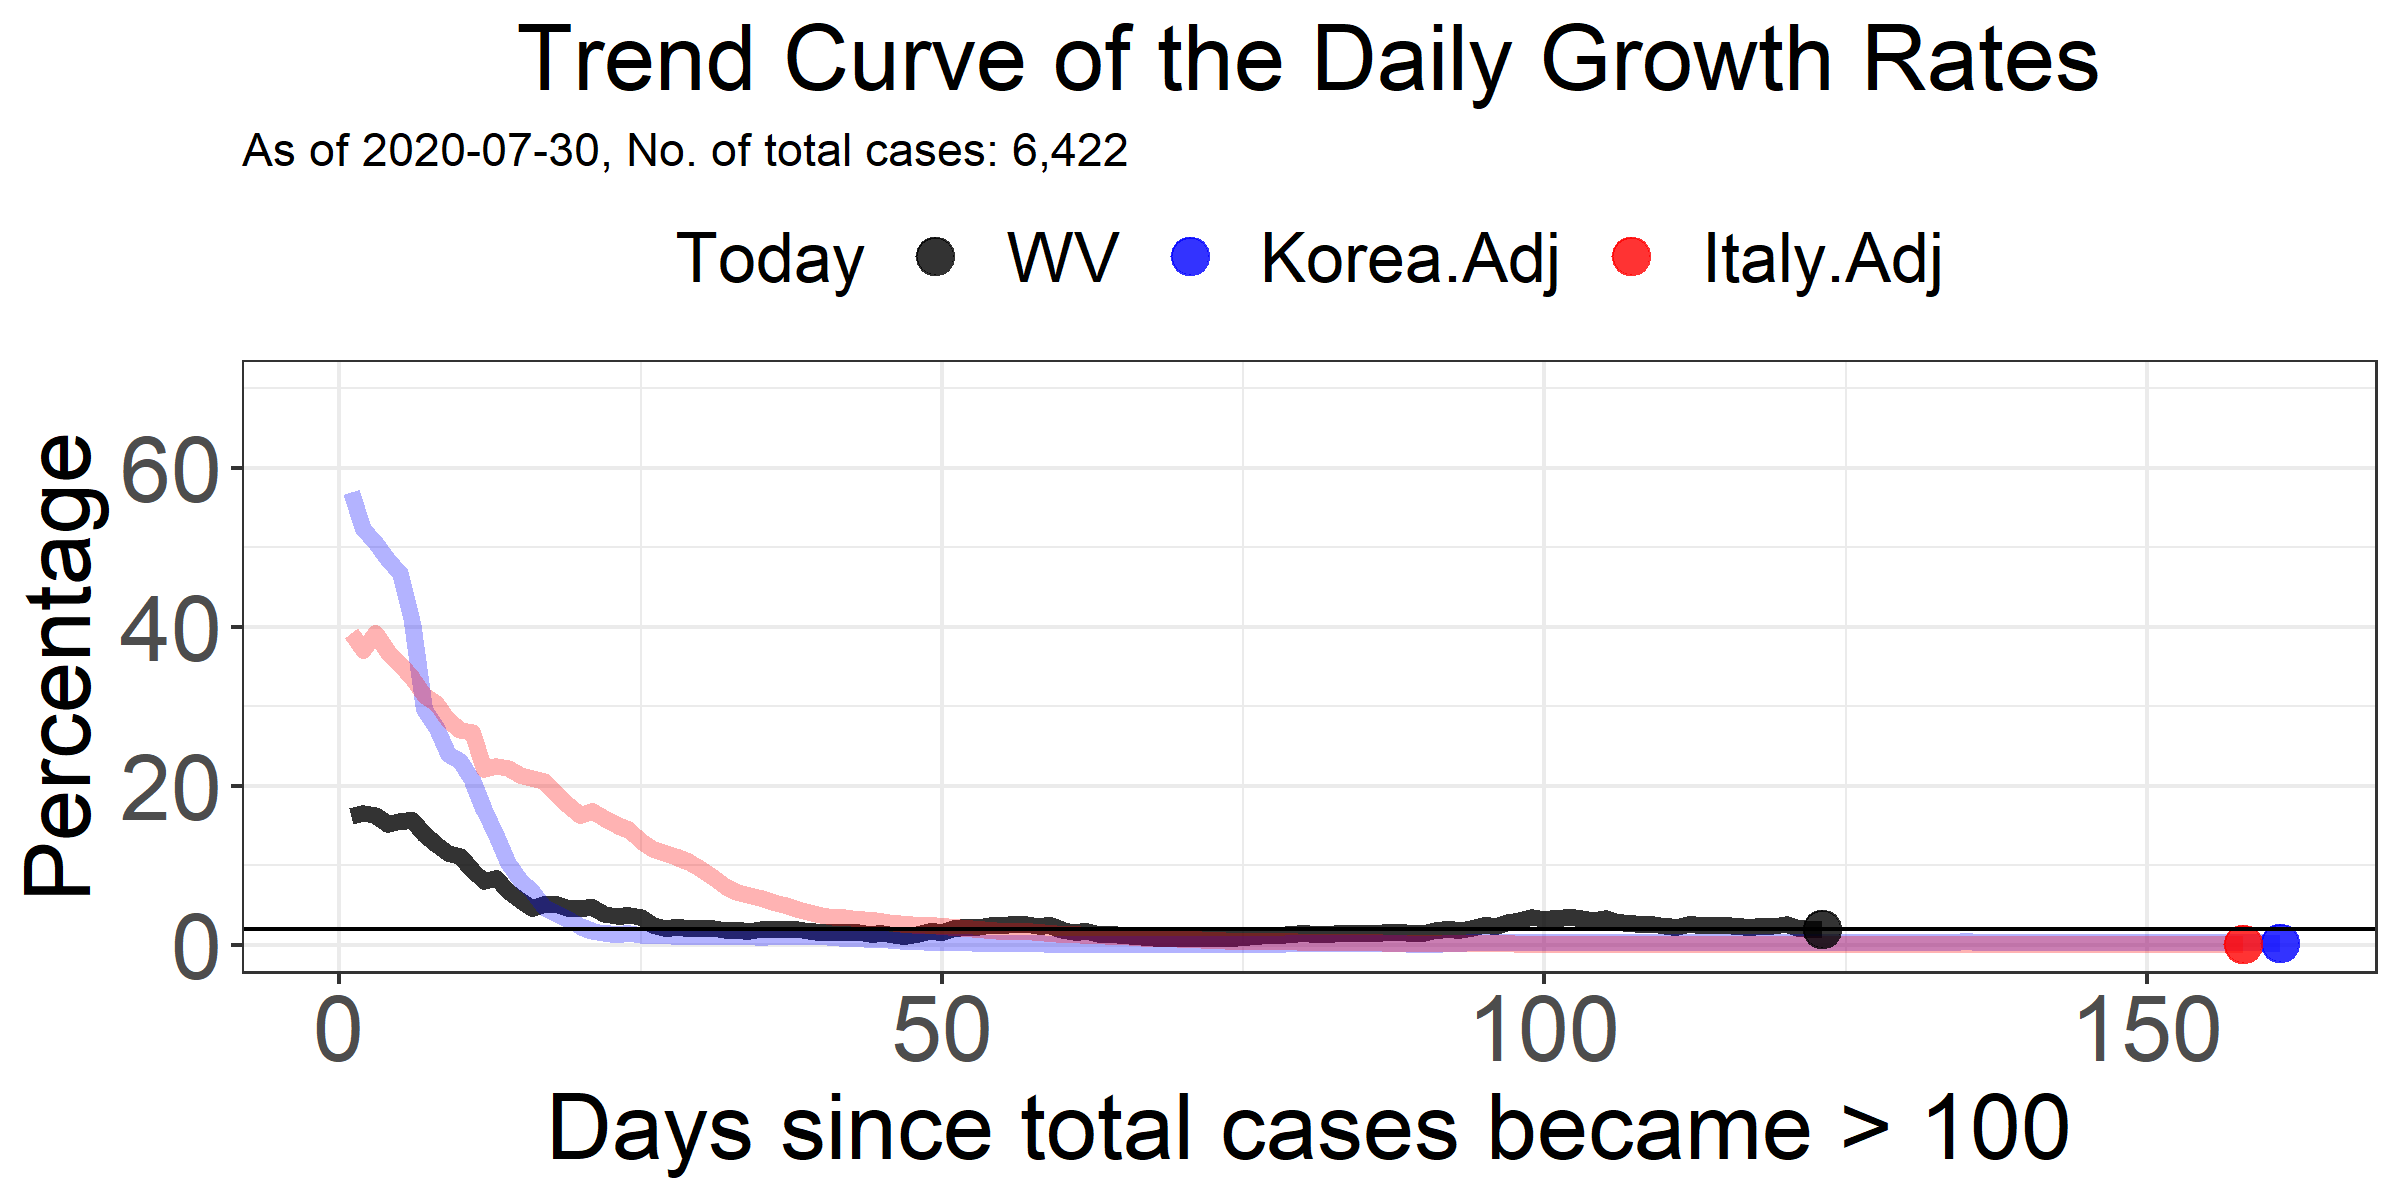 Trend Curve of the Daily Growth Rates
As of 2020-07-30, No. of total cases: 6,422
Today WV Korea.Adj Italy.Adj
Percentage
60
40
20
0
0 50 100 150
Days since total cases became > 100